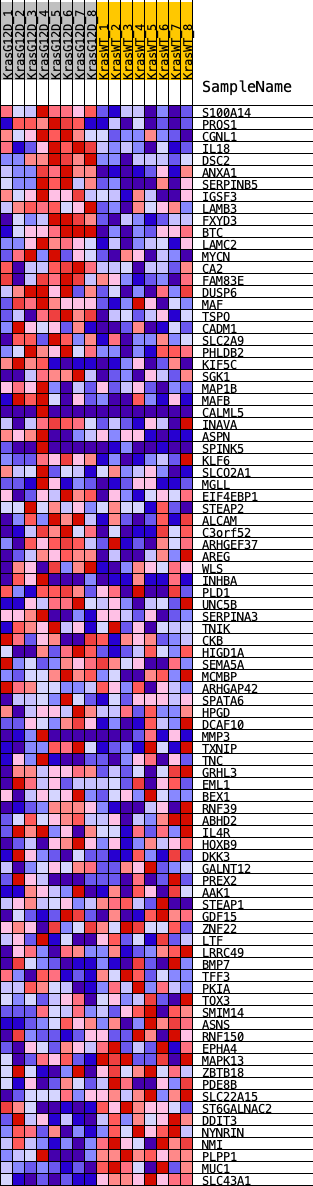 KrasG12D_1
KrasG12D_2
KrasG12D_3
KrasG12D_4
KrasG12D_5
KrasG12D_6
KrasG12D_7
KrasG12D_8
KrasWT_1
KrasWT_2
KrasWT_3
KrasWT_4
KrasWT_5
KrasWT_6
KrasWT_7
KrasWT_8
SampleName
S100A14
PROS1
CGNL1
IL18
DSC2
ANXA1
SERPINB5
IGSF3
LAMB3
FXYD3
BTC
LAMC2
MYCN
CA2
FAM83E
DUSP6
MAF
TSPO
CADM1
SLC2A9
PHLDB2
KIF5C
SGK1
MAP1B
MAFB
CALML5
INAVA
ASPN
SPINK5
KLF6
SLCO2A1
MGLL
EIF4EBP1
STEAP2
ALCAM
C3orf52
ARHGEF37
AREG
WLS
INHBA
PLD1
UNC5B
SERPINA3
TNIK
CKB
HIGD1A
SEMA5A
MCMBP
ARHGAP42
SPATA6
HPGD
DCAF10
MMP3
TXNIP
TNC
GRHL3
EML1
BEX1
RNF39
ABHD2
IL4R
HOXB9
DKK3
GALNT12
PREX2
AAK1
STEAP1
GDF15
ZNF22
LTF
LRRC49
BMP7
TFF3
PKIA
TOX3
SMIM14
ASNS
RNF150
EPHA4
MAPK13
ZBTB18
PDE8B
SLC22A15
ST6GALNAC2
DDIT3
NYNRIN
NMI
PLPP1
MUC1
SLC43A1